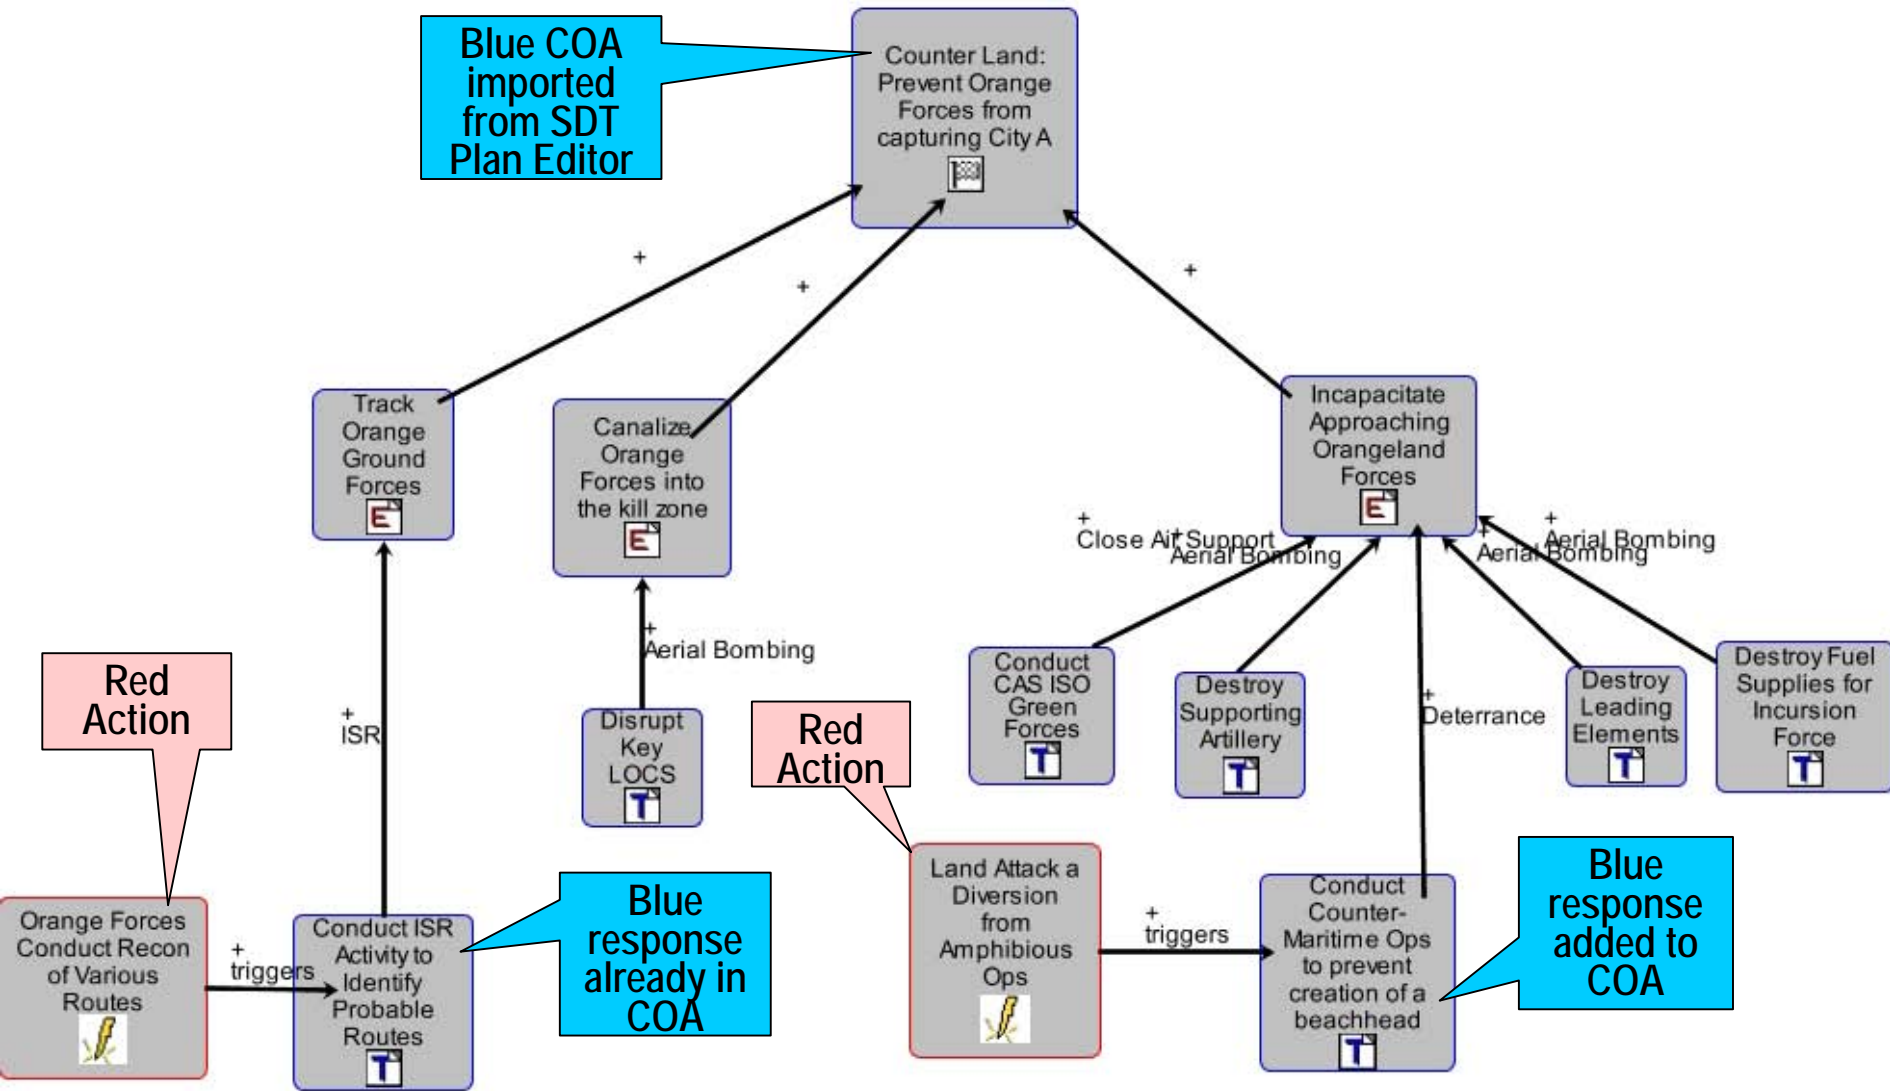 Blue COA
imported
from SDT
Plan Editor
Counter Land:
Prevent Orange
Forces from
capturing City A
+
+
+
Track
Orange
Ground
Forces
E
Canalize
Orange
Forces into
the kill zone
E
Incapacitate
Approaching
Orangeland
Forces
E
+
Close Air Support
+
Aerial Bombing
+
Aerial Bombing
+
Aerial Bombing
+
Aerial Bombing
Conduct
CAS ISO
Green
Forces
T
Destroy
Supporting
Artillery
T
Destroy
Leading
Elements
T
Destroy Fuel
Supplies for
Incursion
Force
T
Red
Action
+
ISR
Disrupt
Key
LOCS
T
Red
Action
+
Deterrance
Orange Forces
Conduct Recon
of Various
Routes
+
triggers
Conduct ISR
Activity to
Identify
Probable
Routes
T
Blue
response
already in
COA
Land Attack a
Diversion
from
Amphibious
Ops
+
triggers
Conduct
Counter-
Maritime Ops
to prevent
creation of a
beachhead
T
Blue
response
added to
COA